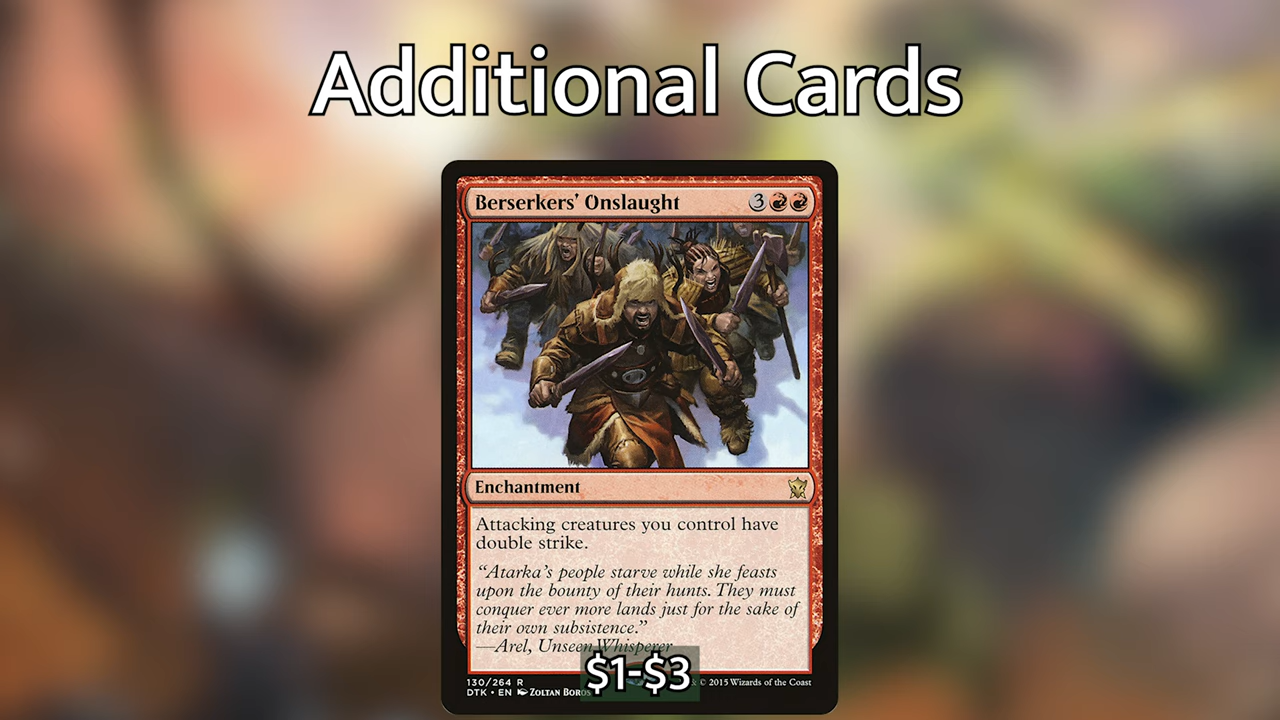 Additional Cards
Berserkers' Onslaught 3
Enchantment
Attacking creatures you control have
double strike.
“Atarka’s people starve while she feasts
upon the bounty of their hunts. They must
conquer ever more lands just for the sake of
their own subsistence.”
—Arel, Unseen Whisperer
$1-$3
130/264 R
DTK • EN Zoltan Boros
& © 2015 Wizards of the Coast